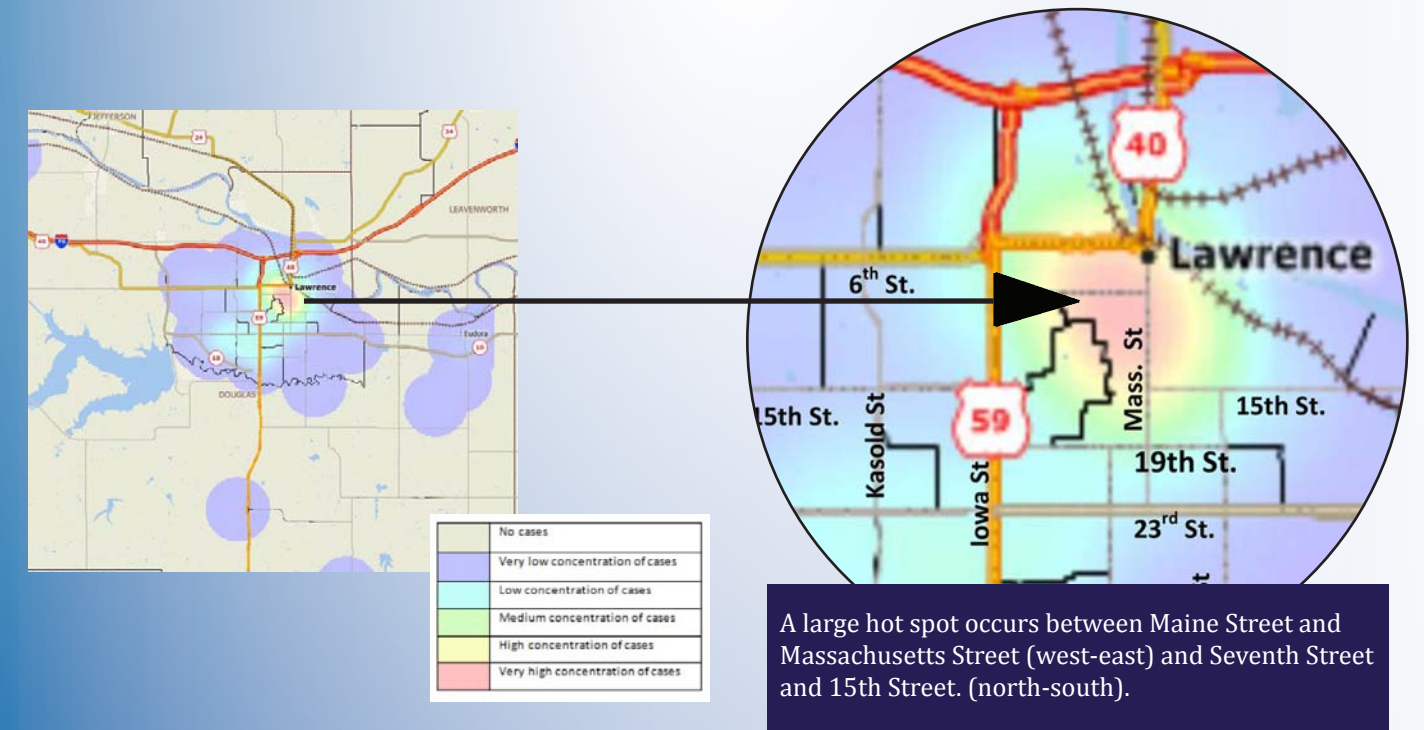 JEFFERSON
24
24
LEAVENWORTH
40
70
40
Lawrence
59
Eudora
10
10
DOUGLAS
40
Lawrence
6th St.
Mass. St
59
15th St.
15th St.
Kasold St
Iowa St
19th St.
23rd St.
No cases
Very low concentration of cases
Low concentration of cases
Medium concentration of cases
High concentration of cases
Very high concentration of cases
A large hot spot occurs between Maine Street and
Massachusetts Street (west-east) and Seventh Street
and 15th Street. (north-south).